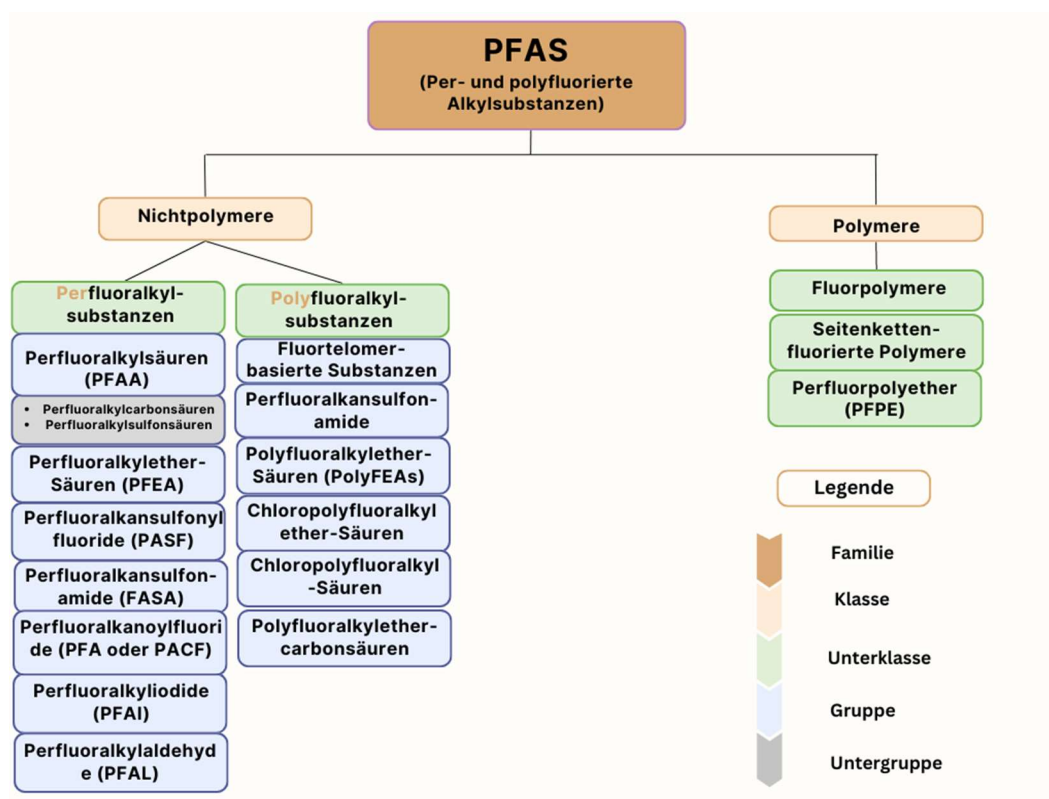 PFAS
(Per- und polyfluorierte
Alkylsubstanzen)
Nichtpolymere
Polymere
Perfluoralkyl-
substanzen
Perfluoralkylsäuren
(PFAA)
• Perfluoralkylcarbonsäuren
• Perfluoralkylsulfonsäuren
Perfluoralkylether-
Säuren (PFEA)
Perfluoralkansulfonyl
fluoride (PASF)
Perfluoralkansulfon-
amide (FASA)
Perfluoralkanoylfluori
de (PFA oder PACF)
Perfluoralkyliodide
(PFAI)
Perfluoralkylaldehyd
e (PFAL)
Polyfluoralkyl-
substanzen
Fluortelomer-
basierte Substanzen
Perfluoralkansulfon-
amide
Polyfluoralkylether-
Säuren (PolyFEAs)
Chloropolyfluoralkyl
ether-Säuren
Chloropolyfluoralkyl
-Säuren
Polyfluoralkylether-
carbonsäuren
Fluorpolymere
Seitenketten-
fluorierte Polymere
Perfluorpolyether
(PFPE)
Legende
Familie
Klasse
Unterklasse
Gruppe
Untergruppe